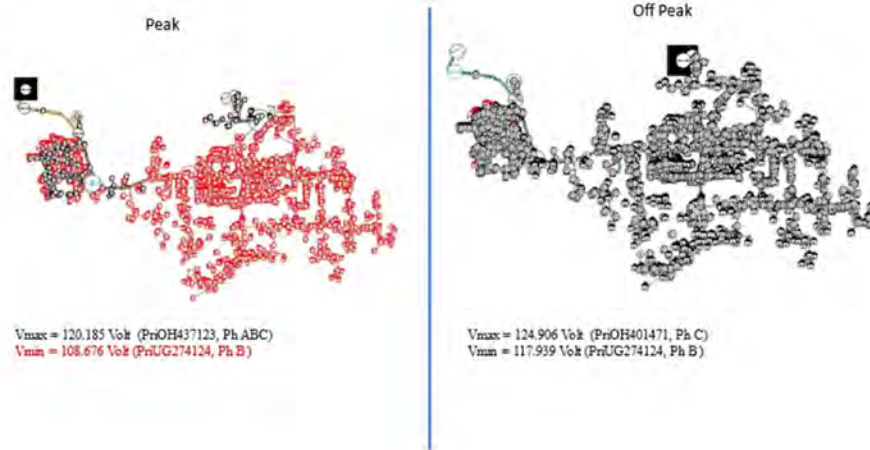 Peak
Off Peak
Vmax = 120.185 Volt (PriOH437123, Ph ABC)
Vmin = 108.676 Volt (PriUG274124, Ph B)
Vmax = 124.906 Volt (PriOH401471, Ph C)
Vmin = 117.939 Volt (PriUG274124, Ph B)